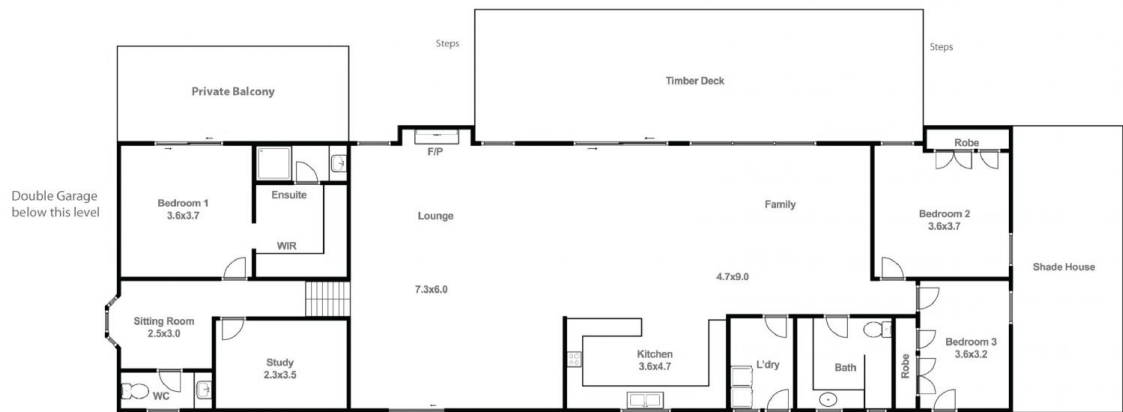 Steps
Steps
Timber Deck
Private Balcony
F/P
Robe
Double Garage
below this level
Bedroom 1
3.6x3.7
Ensuite
WIR
Lounge
Family
Bedroom 2
3.6x3.7
Shade House
7.3x6.0
4.7x9.0
Sitting Room
2.5x3.0
Study
2.3x3.5
WC
Kitchen
3.6x4.7
L'dry
Bath
Robe
Bedroom 3
3.6x3.2